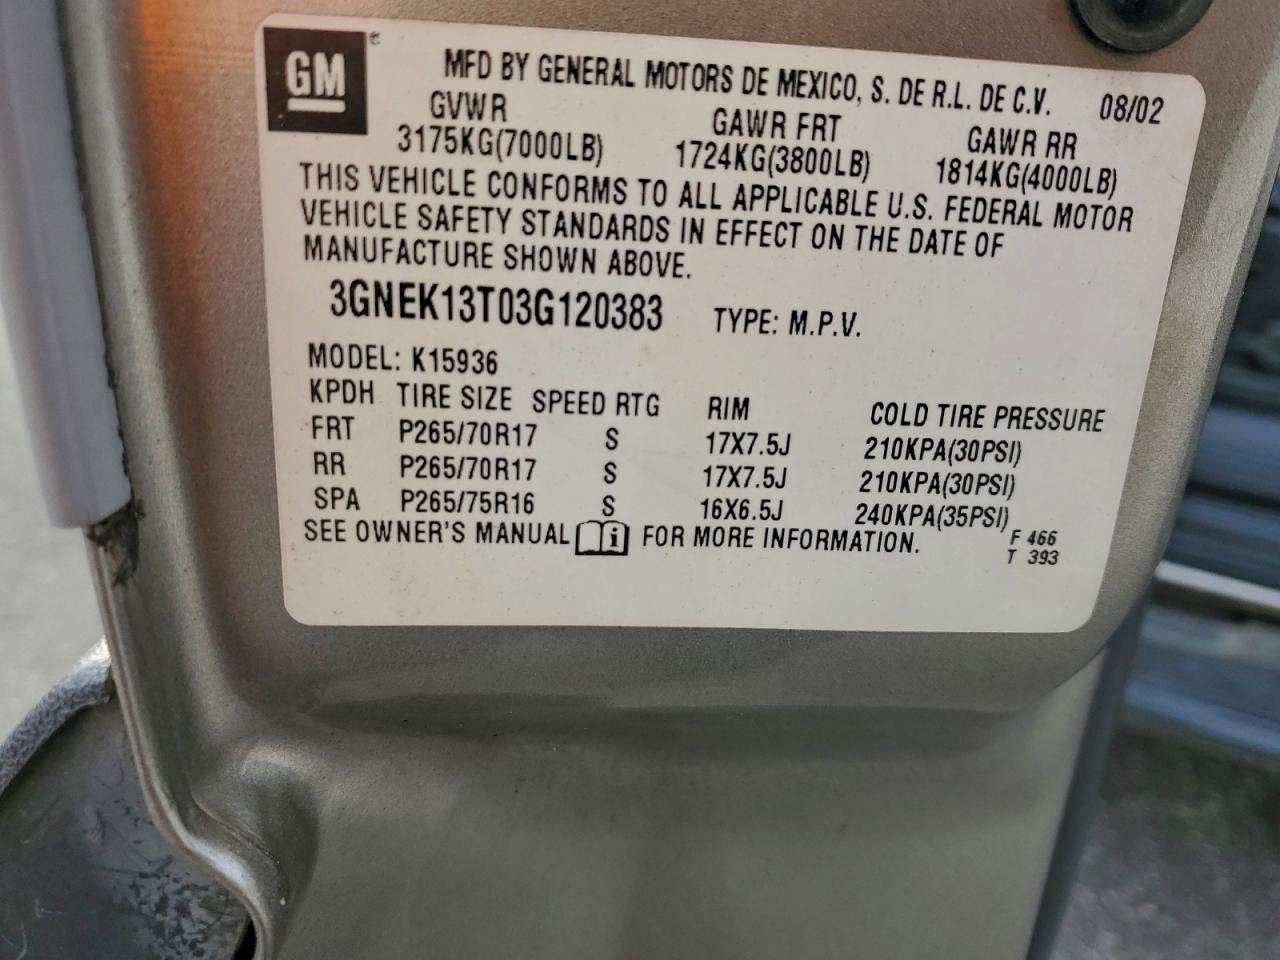 GM
MFD BY GENERAL MOTORS DE MEXICO, S. DE R.L. DE C.V. 08/02
GVWR GAWR FRT GAWR RR
3175KG(7000LB) 1724KG(3800LB) 1814KG(4000LB)
THIS VEHICLE CONFORMS TO ALL APPLICABLE U.S. FEDERAL MOTOR
VEHICLE SAFETY STANDARDS IN EFFECT ON THE DATE OF
MANUFACTURE SHOWN ABOVE.
3GNEK13T03G120383 TYPE: M.P.V.
MODEL: K15936
KPDH TIRE SIZE SPEED RTG RIM COLD TIRE PRESSURE
FRT P265/70R17 S 17X7.5J 210KPA(30PSI)
RR P265/70R17 S 17X7.5J 210KPA(30PSI)
SPA P265/75R16 S 16X6.5J 240KPA(35PSI)
SEE OWNER'S MANUAL i FOR MORE INFORMATION. F 466
T 393